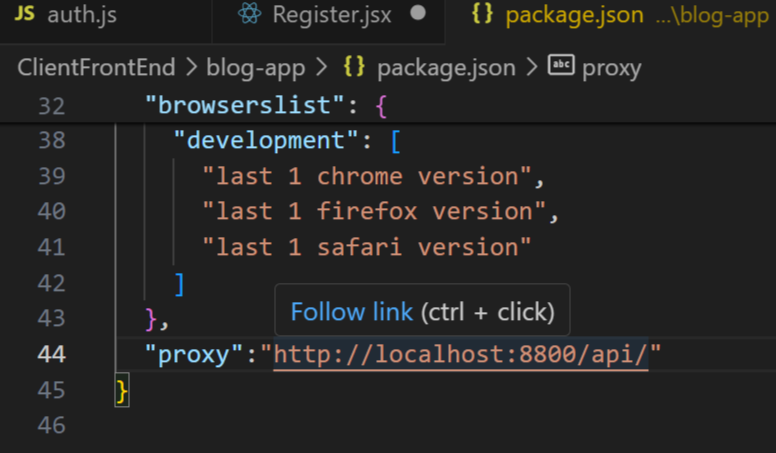 JS auth.js Register.jsx {} package.json ...\blog-app
ClientFrontEnd > blog-app > {} package.json > abc proxy
32 "browserslist": {
38 "development": [
39 "last 1 chrome version",
40 "last 1 firefox version",
41 "last 1 safari version"
42 ]
Follow link (ctrl + click)
43 },
44 "proxy":"http://localhost:8800/api/"
45 }
46